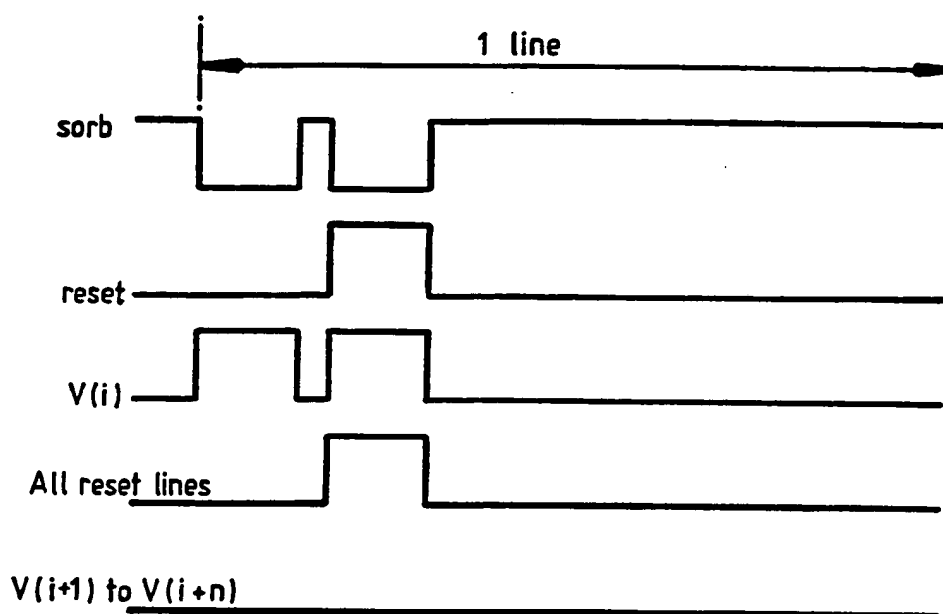 1 line
sorb
reset
V(i)
All reset lines
V(i+1) to V(i+n)